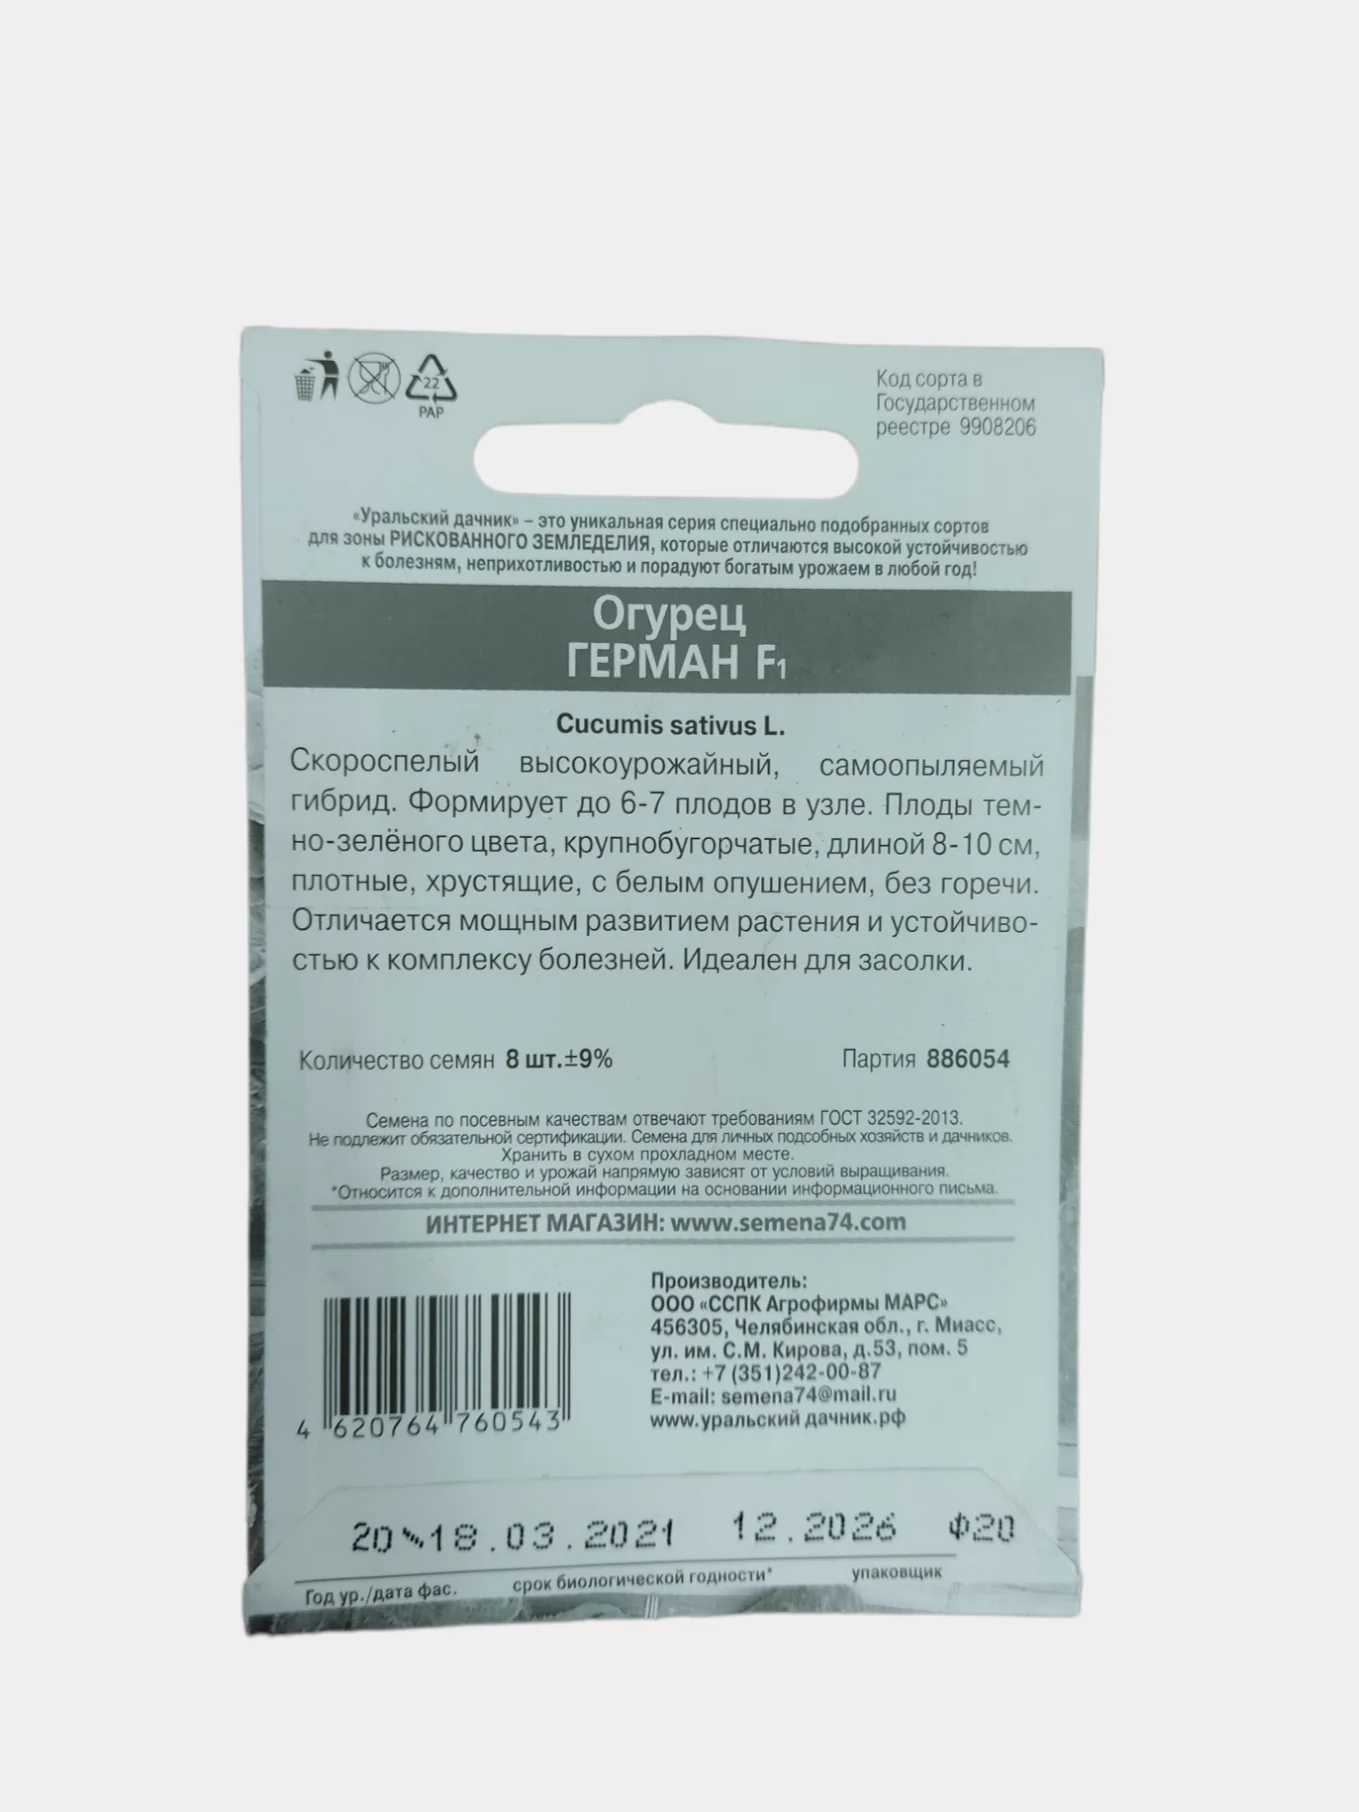 22
PAP
Код сорта в
Государственном
реестре 9908206
«Уральский дачник» – это уникальная серия специально подобранных сортов
для зоны РИСКОВАННОГО ЗЕМЛЕДЕЛИЯ, которые отличаются высокой устойчивостью
к болезням, неприхотливостью и порадуют богатым урожаем в любой год!
Огурец
ГЕРМАН F1
Cucumis sativus L.
Скороспелый высокоурожайный, самоопыляемый
гибрид. Формирует до 6-7 плодов в узле. Плоды тем-
но-зелёного цвета, крупнобугорчатые, длиной 8-10 см,
плотные, хрустящие, с белым опушением, без горечи.
Отличается мощным развитием растения и устойчиво-
стью к комплексу болезней. Идеален для засолки.
Количество семян 8 шт.±9%
Партия 886054
Семена по посевным качествам отвечают требованиям ГОСТ 32592-2013.
Не подлежит обязательной сертификации. Семена для личных подсобных хозяйств и дачников.
Хранить в сухом прохладном месте.
Размер, качество и урожай напрямую зависят от условий выращивания.
*Относится к дополнительной информации на основании информационного письма.
ИНТЕРНЕТ МАГАЗИН: www.semena74.com
Производитель:
ООО «ССПК Агрофирмы МАРС»
456305, Челябинская обл., г. Миасс,
ул. им. С.М. Кирова, д.53, пом. 5
тел.: +7 (351)242-00-87
E-mail: semena74@mail.ru
www.уральский дачник.рф
4 620764 760543
20 18.03.2021 12.2026 Ф20
Год ур./дата фас. срок биологической годности* упаковщик